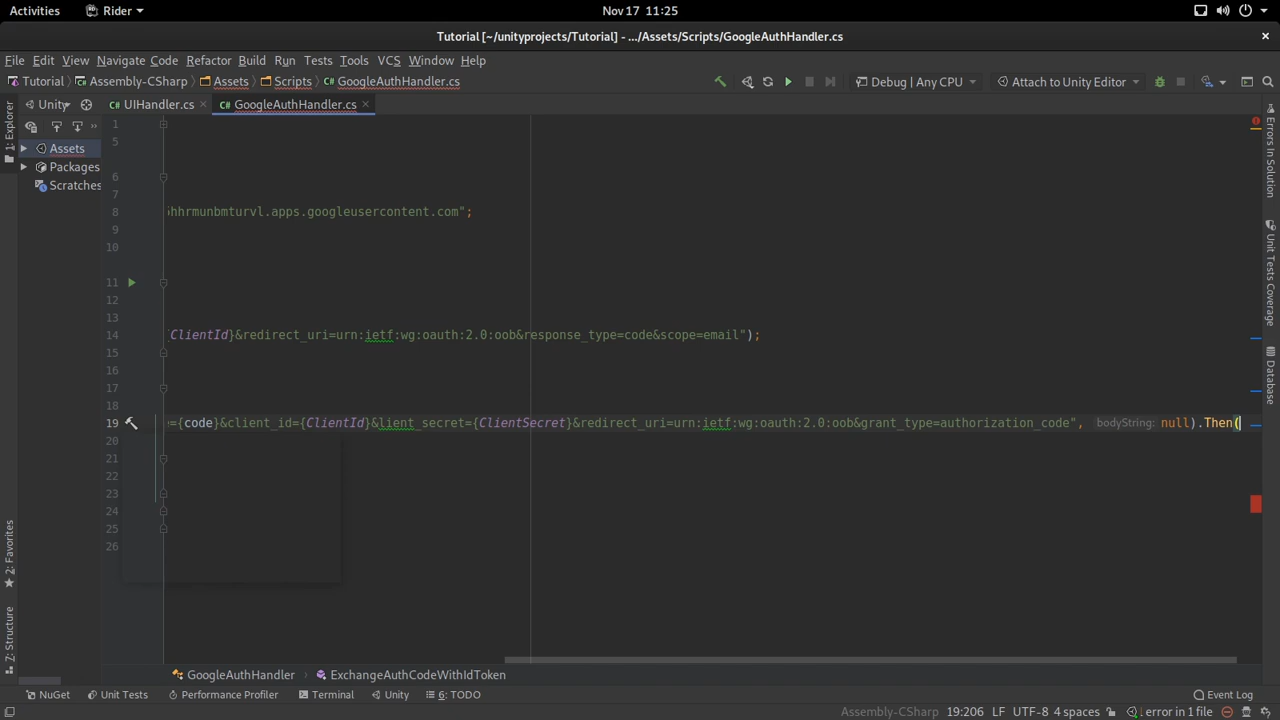 Activities Rider Nov 17 11:25
Tutorial [~/unityprojects/Tutorial] - .../Assets/Scripts/GoogleAuthHandler.cs
File Edit View Navigate Code Refactor Build Run Tests Tools VCS Window Help
Tutorial Assembly-CSharp Assets Scripts GoogleAuthHandler.cs Debug | Any CPU Attach to Unity Editor
Unity UIHandler.cs GoogleAuthHandler.cs
1: Explorer
Assets
Packages
Scratches
2: Favorites
Z: Structure
1
5
6
7
8 hhrmunbmturvl.apps.googleusercontent.com";
9
10
11
12
13
14 {ClientId}&redirect_uri=urn:ietf:wg:oauth:2.0:oob&response_type=code&scope=email");
15
16
17
18
19 ={code}&client_id={ClientId}&lient_secret={ClientSecret}&redirect_uri=urn:ietf:wg:oauth:2.0:oob&grant_type=authorization_code", bodyString: null).Then(
20
21
22
23
24
25
26
Errors In Solution
Unit Tests Coverage
Database
GoogleAuthHandler ExchangeAuthCodeWithIdToken
NuGet Unit Tests Performance Profiler Terminal Unity 6: TODO Event Log
Assembly-CSharp 19:206 LF UTF-8 4 spaces 1 error in 1 file